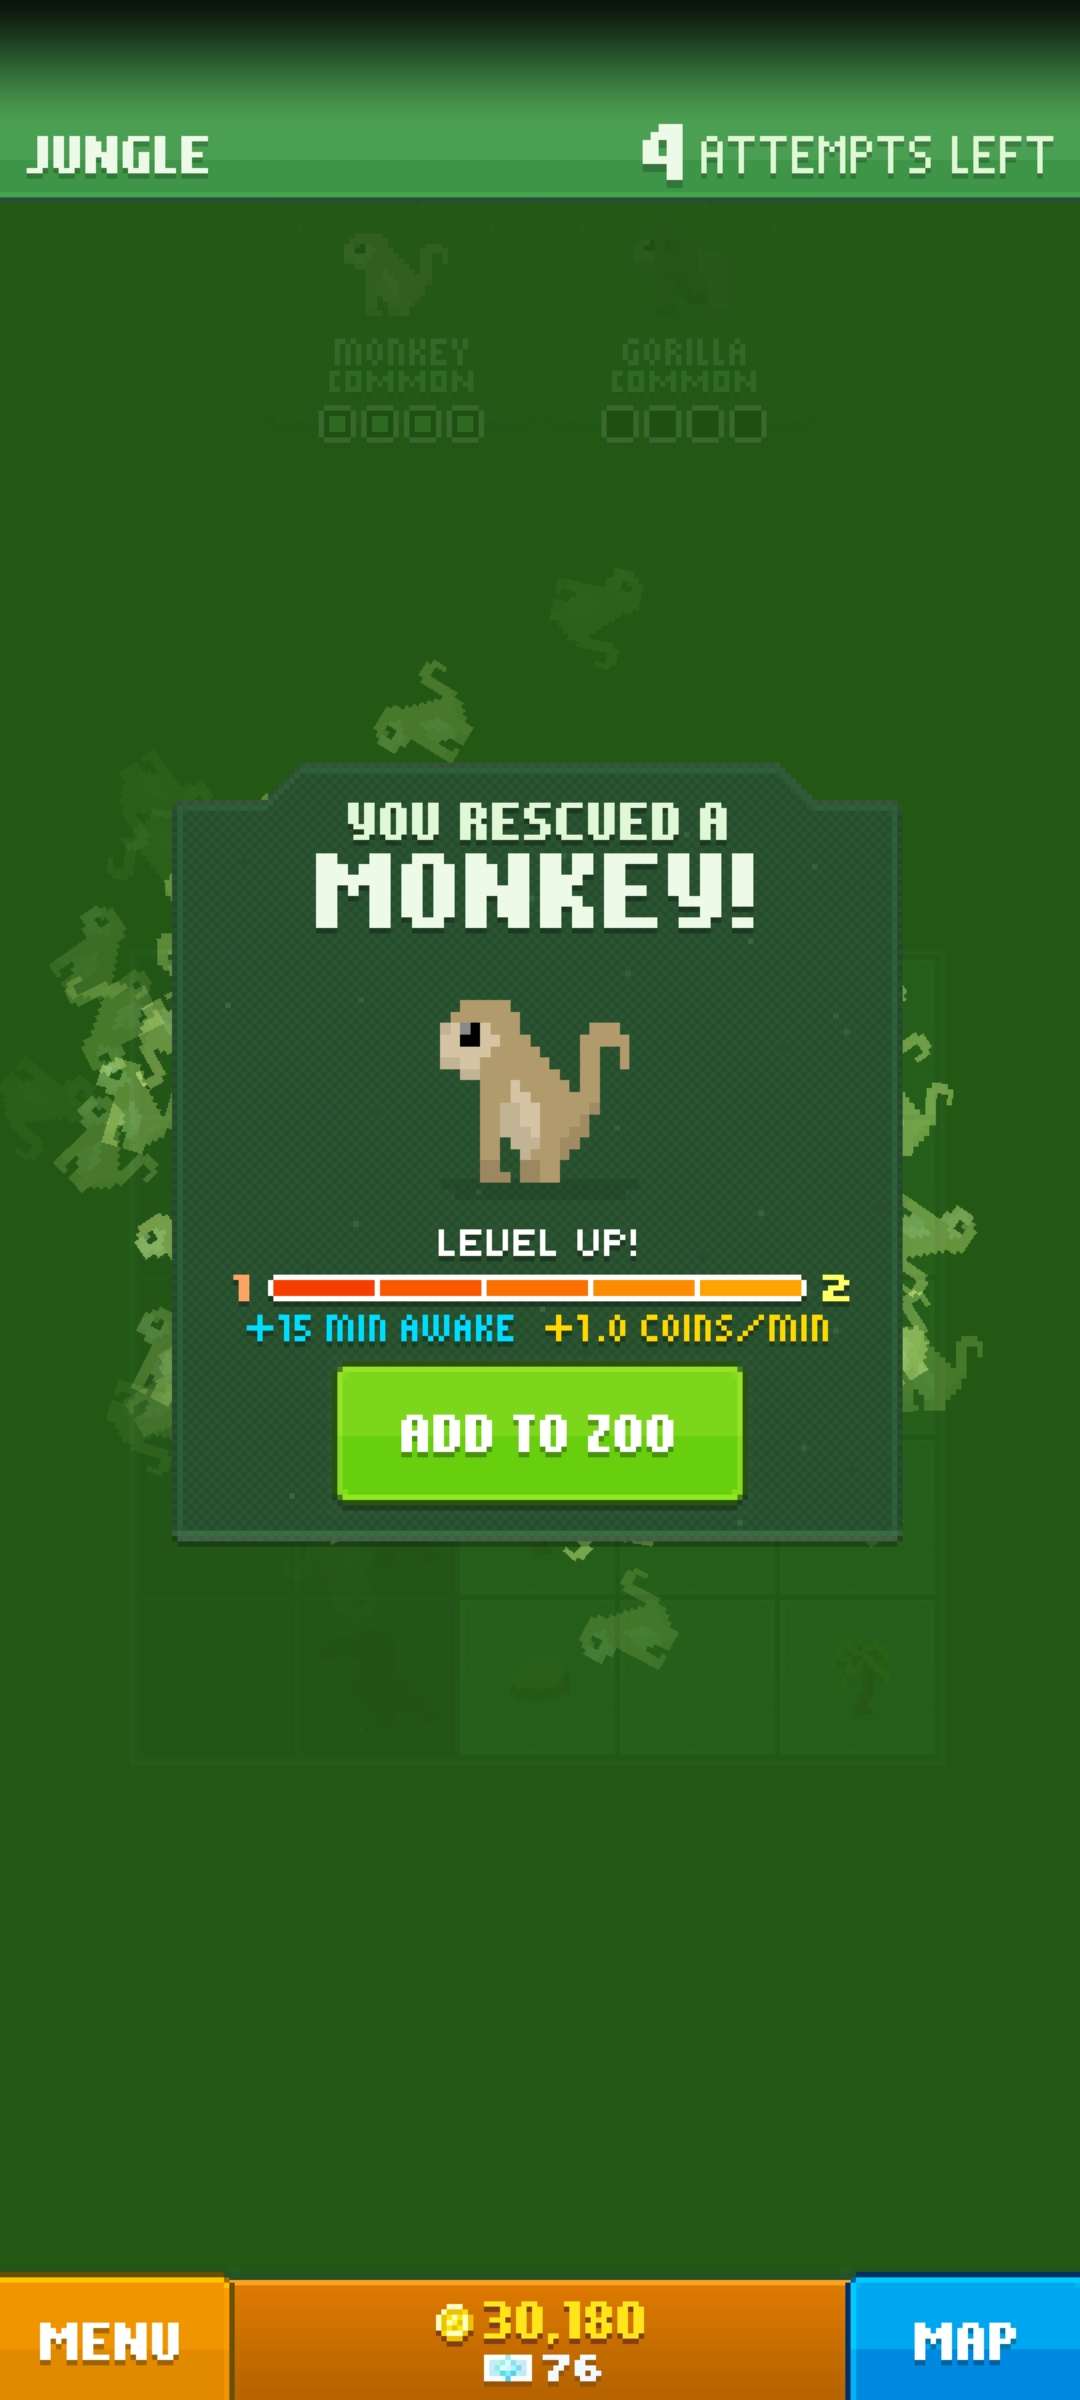 JUNGLE
4 ATTEMPTS LEFT
MONKEY
COMMON
GORILLA
COMMON
YOU RESCUED A
MONKEY!
LEVEL UP!
1 2
+15 MIN AWAKE +1.0 COINS/MIN
ADD TO ZOO
MENU
30,180
76
MAP